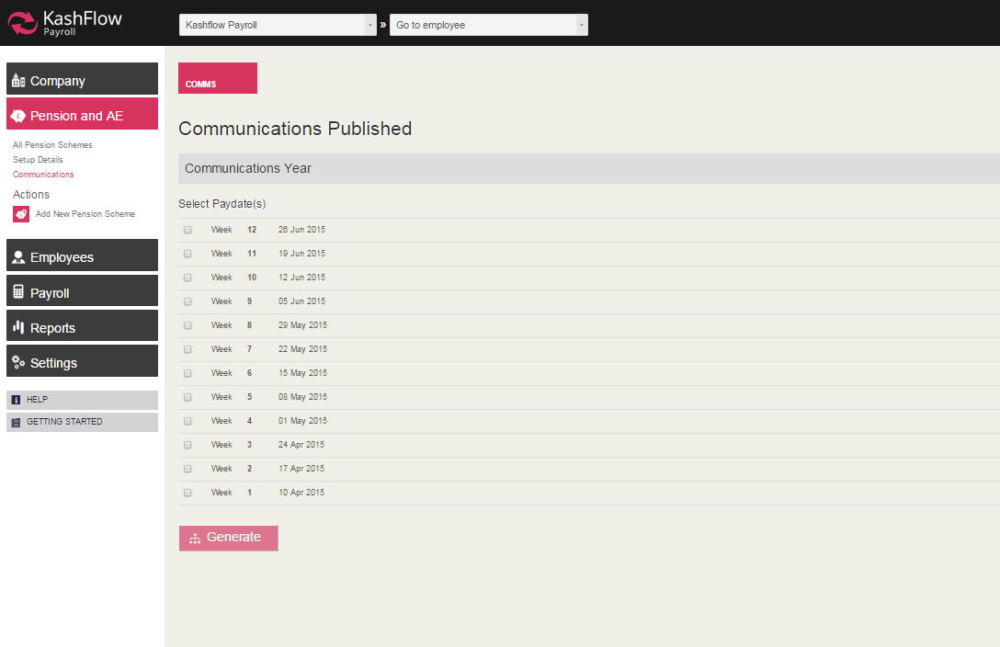 KashFlow
Payroll
Kashflow Payroll » Go to employee
Company
Pension and AE
All Pension Schemes
Setup Details
Communications
Actions
Add New Pension Scheme
Employees
Payroll
Reports
Settings
HELP
GETTING STARTED
COMMS
Communications Published
Communications Year
Select Paydate(s)
Week 12 26 Jun 2015
Week 11 19 Jun 2015
Week 10 12 Jun 2015
Week 9 05 Jun 2015
Week 8 29 May 2015
Week 7 22 May 2015
Week 6 15 May 2015
Week 5 08 May 2015
Week 4 01 May 2015
Week 3 24 Apr 2015
Week 2 17 Apr 2015
Week 1 10 Apr 2015
Generate